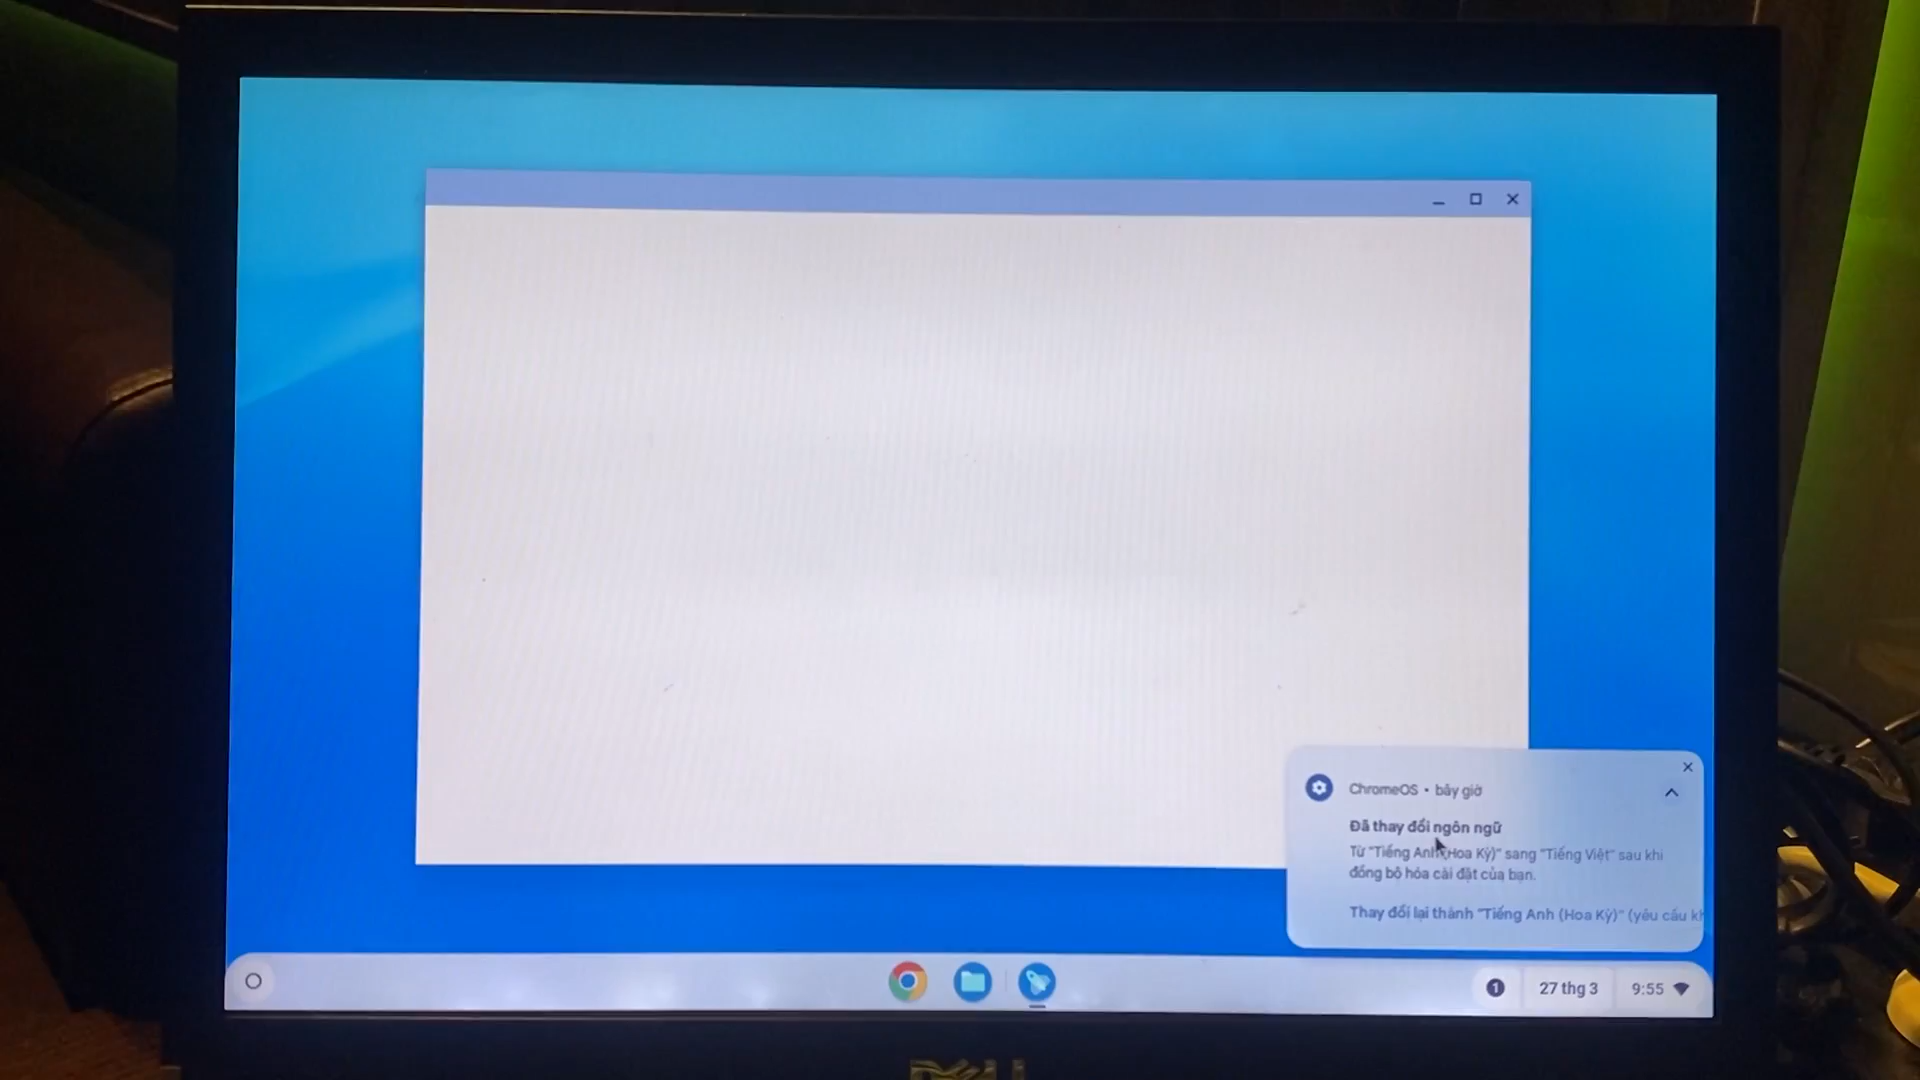 ChromeOS • bây giờ
Đã thay đổi ngôn ngữ
Từ "Tiếng Anh (Hoa Kỳ)" sang "Tiếng Việt" sau khi
đồng bộ hóa cài đặt của bạn.
Thay đổi lại thành "Tiếng Anh (Hoa Kỳ)" (yêu cầu
1
27 thg 3
9:55
DELL